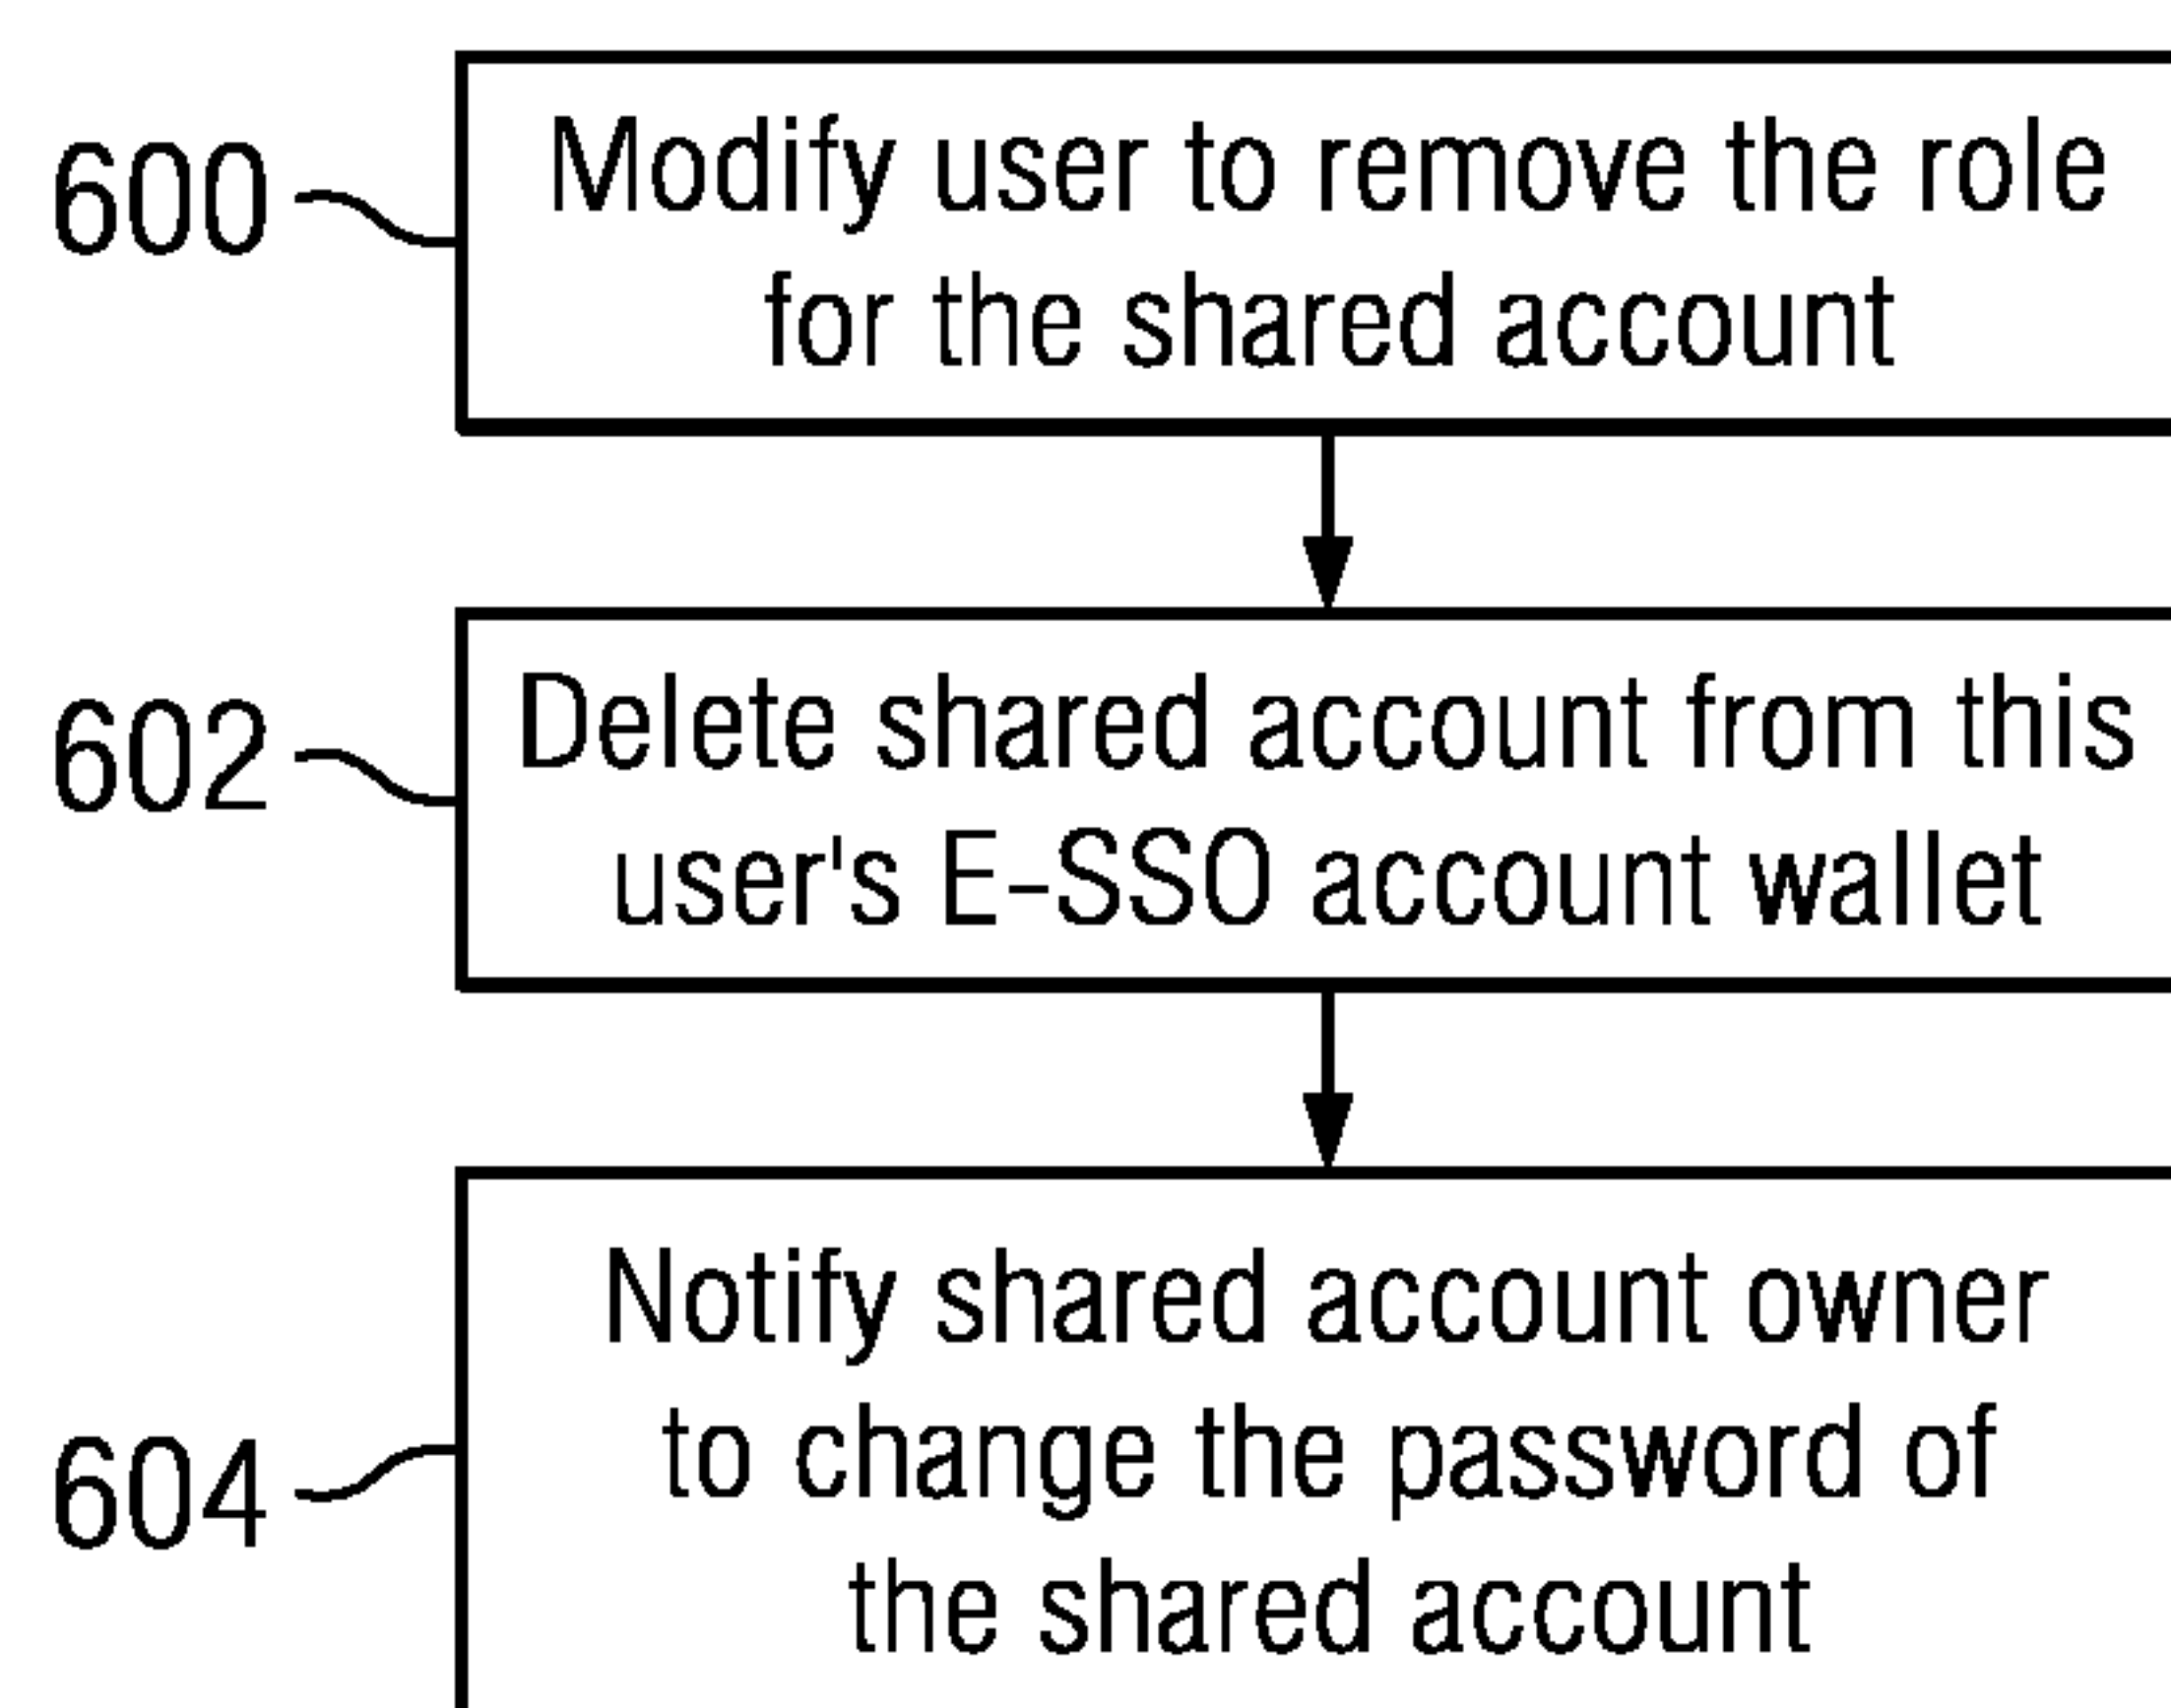 600
Modify user to remove the role
for the shared account
602
Delete shared account from this
user's E-SSO account wallet
604
Notify shared account owner
to change the password of
the shared account